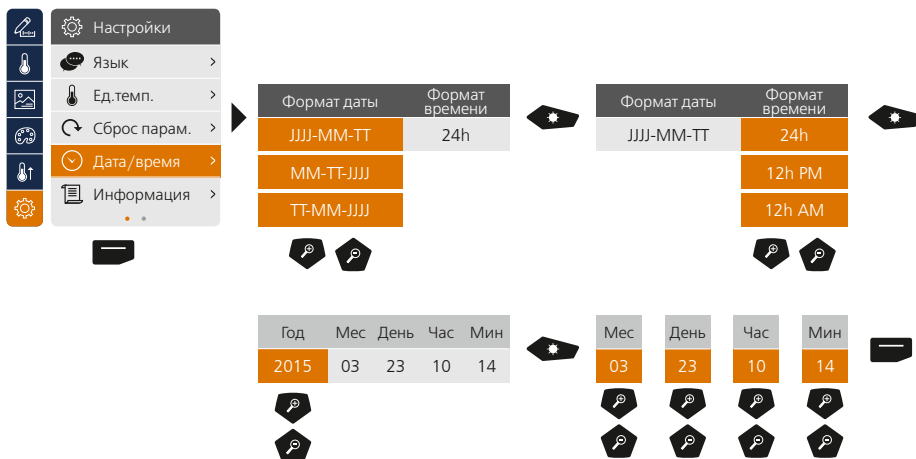 Настройки
Язык
Ед.темп.
Сброс парам.
Дата/время
Информация
Формат даты Формат времени
JJJJ-MM-TT 24h
MM-TT-JJJJ
TT-MM-JJJJ
Формат даты Формат времени
JJJJ-MM-TT 24h
12h PM
12h AM
Год Мес День Час Мин
2015 03 23 10 14
Мес День Час Мин
03 23 10 14